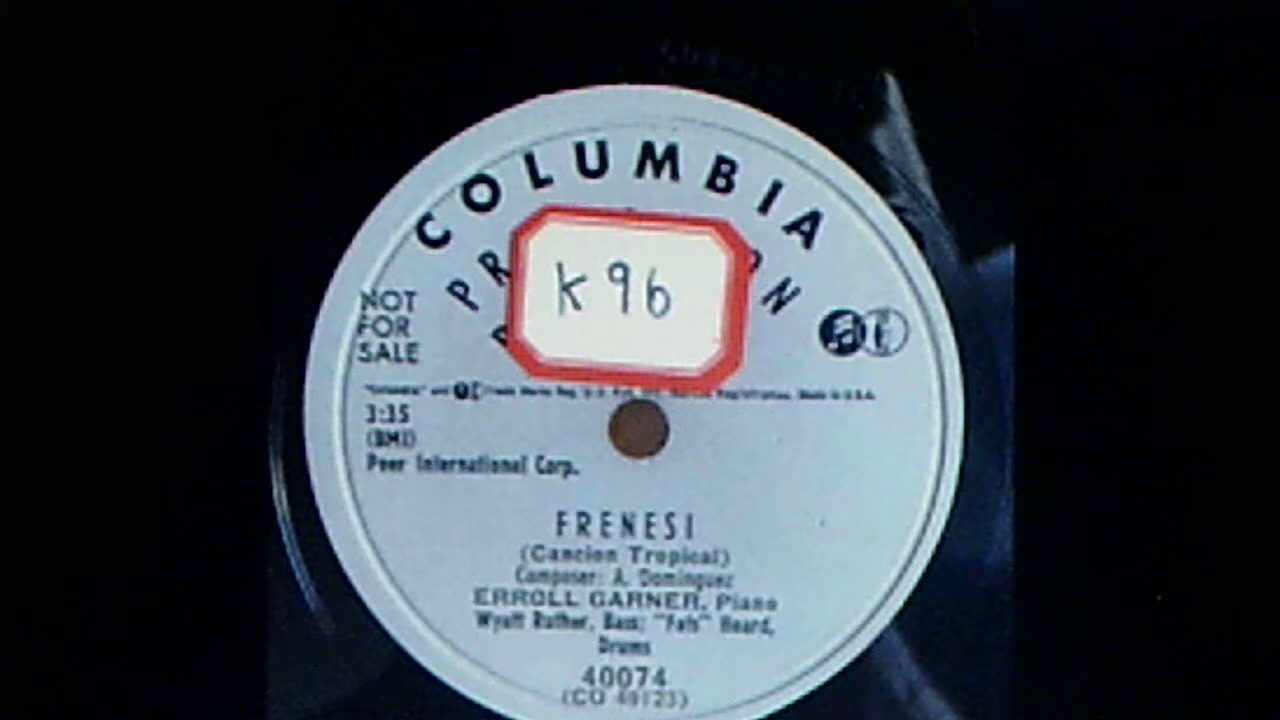 COLUMBIA
K96
NOT
FOR
SALE
3:15
(BMI)
Peer International Corp.
FRENESI
(Cancion Tropical)
Composer: A. Dominguez
ERROLL GARNER, Piano
Wyatt Ruther, Bass; "Fats" Heard,
Drums
40074
(CO 49123)